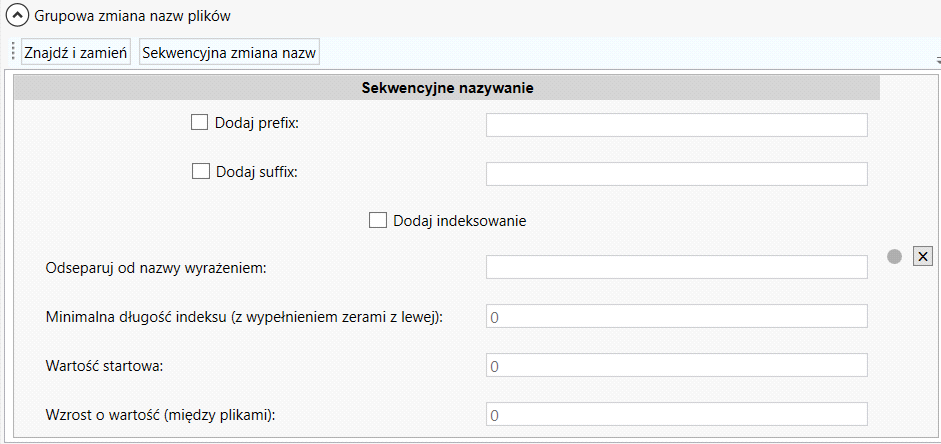 Grupowa zmiana nazw plików
Znajdź i zamień Sekwencyjna zmiana nazw
Sekwencyjne nazywanie
Dodaj prefix:
Dodaj suffix:
Dodaj indeksowanie
X
Odseparuj od nazwy wyrażeniem:
Minimalna długość indeksu (z wypełnieniem zerami z lewej): 0
Wartość startowa: 0
Wzrost o wartość (między plikami): 0